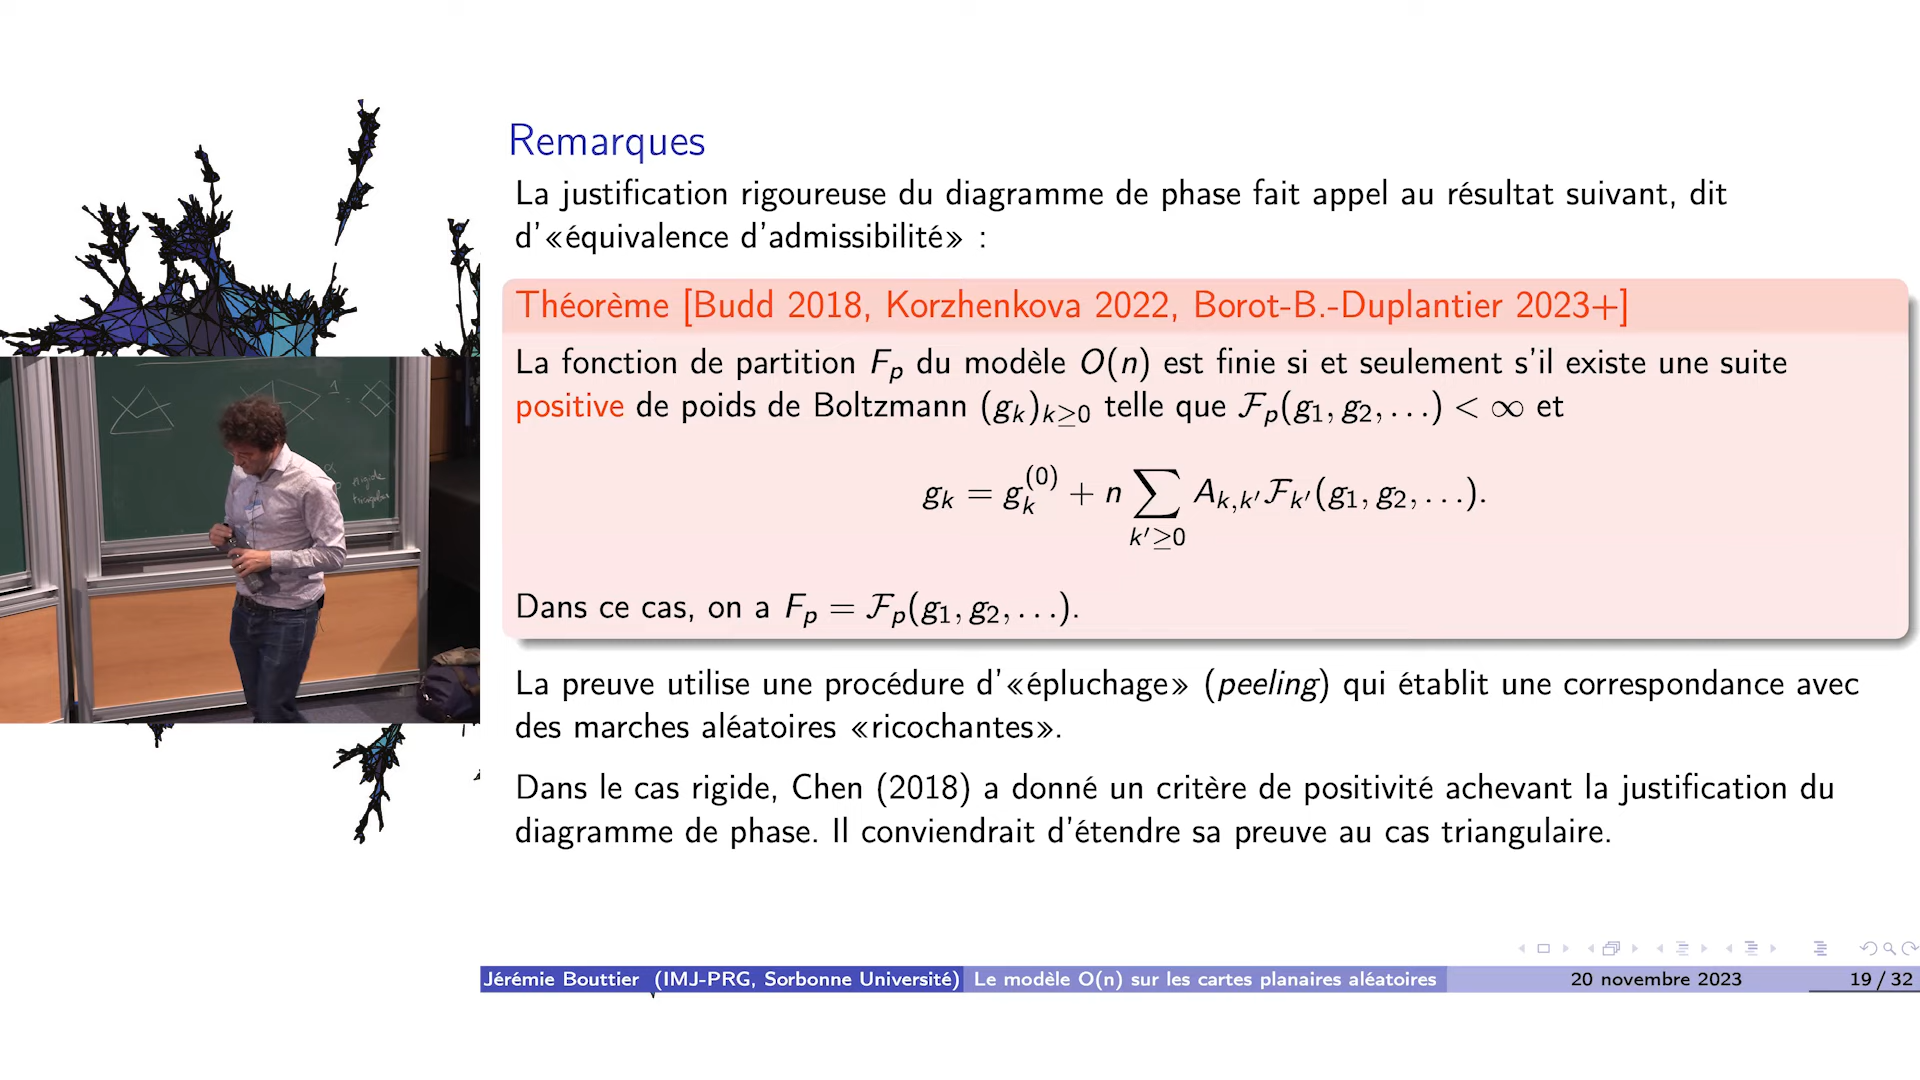 Remarques
La justification rigoureuse du diagramme de phase fait appel au résultat suivant, dit
d'«équivalence d'admissibilité» :
Théorème [Budd 2018, Korzhenkova 2022, Borot-B.-Duplantier 2023+]
La fonction de partition F_p du modèle O(n) est finie si et seulement s'il existe une suite
positive de poids de Boltzmann (g_k)_{k≥0} telle que ℱ_p(g_1, g_2, . . .) < ∞ et
g_k = g_k^{(0)} + n ∑_{k'≥0} A_{k,k'} ℱ_{k'}(g_1, g_2, . . .).
Dans ce cas, on a F_p = ℱ_p(g_1, g_2, . . .).
La preuve utilise une procédure d'«épluchage» (peeling) qui établit une correspondance avec
des marches aléatoires «ricochantes».
Dans le cas rigide, Chen (2018) a donné un critère de positivité achevant la justification du
diagramme de phase. Il conviendrait d'étendre sa preuve au cas triangulaire.
Jérémie Bouttier (IMJ-PRG, Sorbonne Université) Le modèle O(n) sur les cartes planaires aléatoires 20 novembre 2023 19 / 32